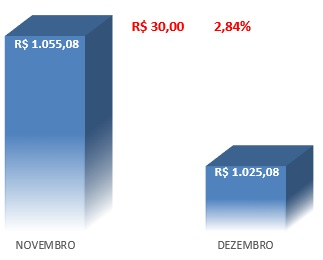 R$ 30,00 2,84%
R$ 1.055,08
R$ 1.025,08
NOVEMBRO DEZEMBRO